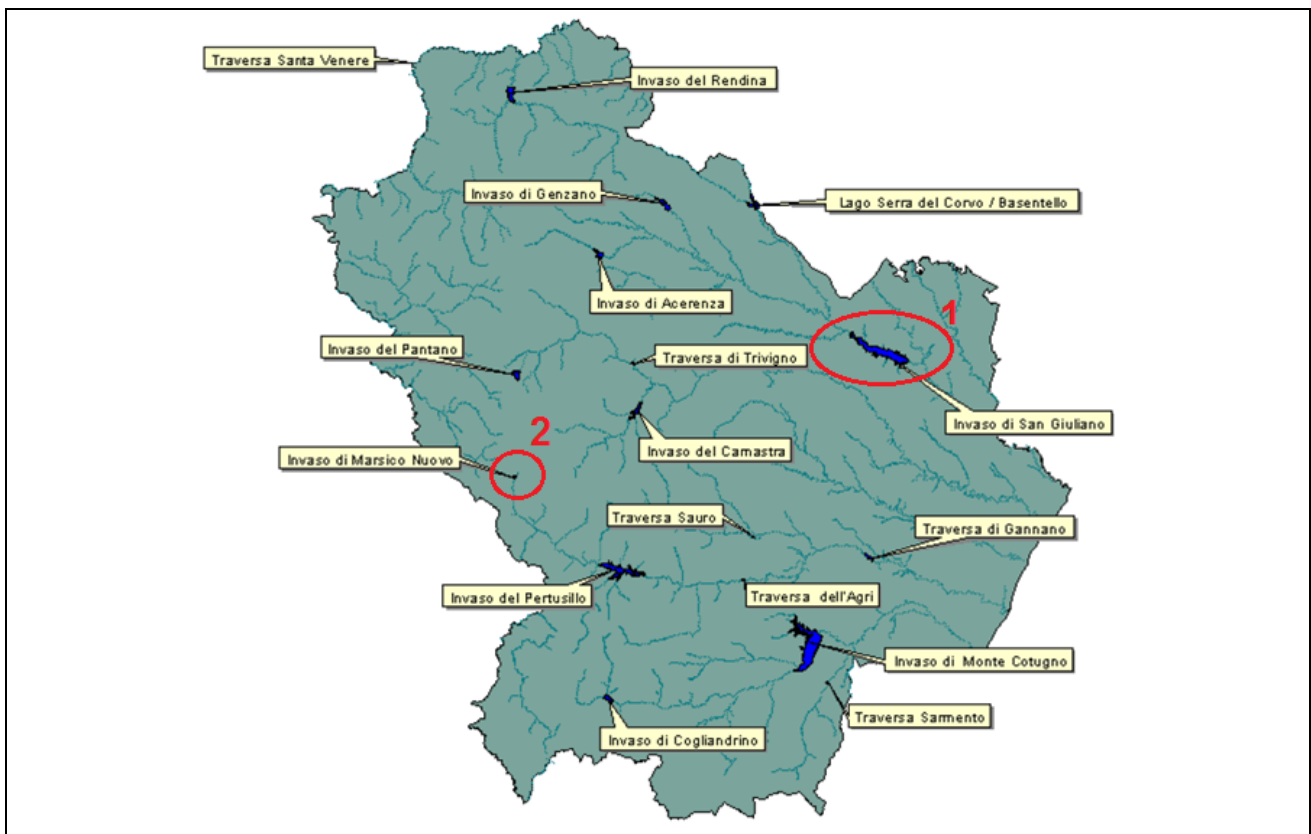 Traversa Santa Venere
Invaso del Rendina
Invaso di Genzano
Lago Serra del Corvo / Basentello
Invaso di Acerenza
1
Invaso del Pantano
Traversa di Trivigno
Invaso di San Giuliano
2
Invaso del Camastra
Invaso di Marsico Nuovo
Traversa Sauro
Traversa di Gannano
Invaso del Pertusillo
Traversa dell'Agri
Invaso di Monte Cotugno
Traversa Sarmento
Invaso di Cogliandrino